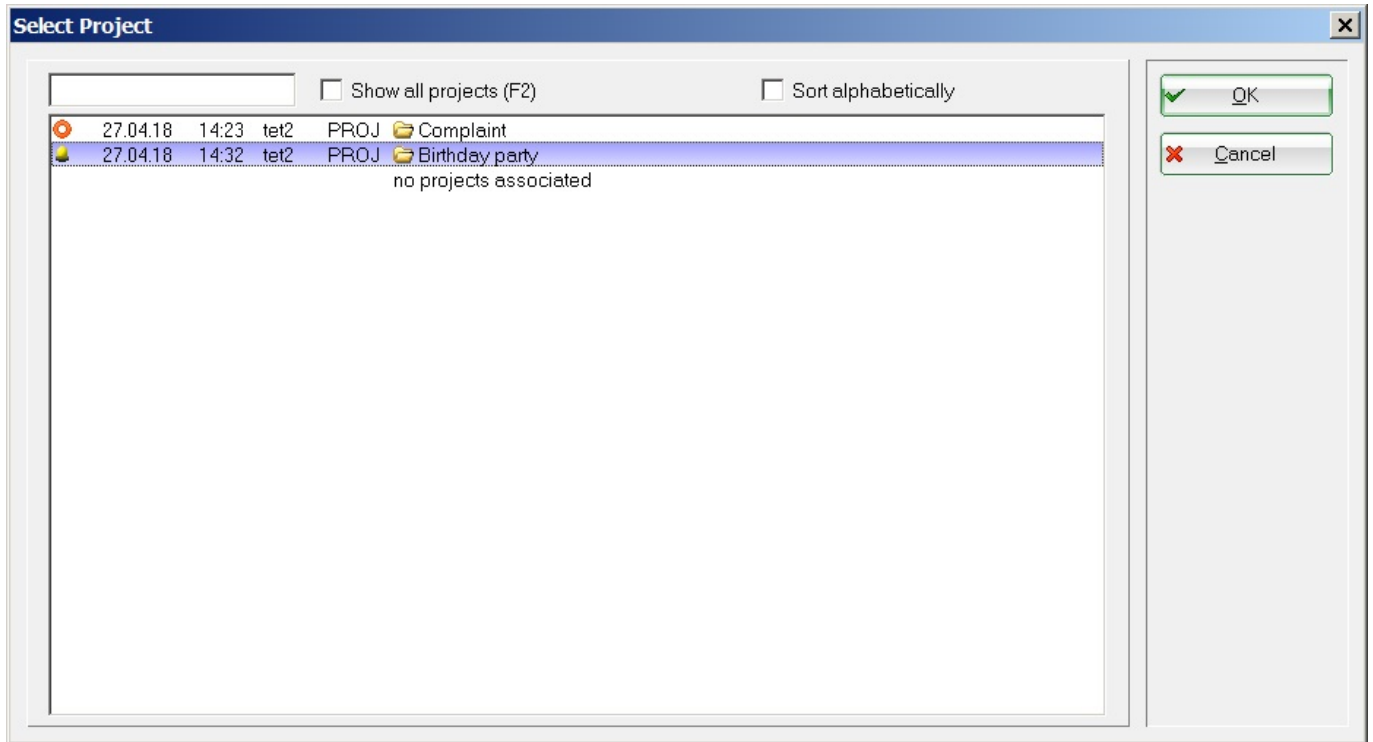 Select Project
Show all projects (F2) Sort alphabetically
27.04.18 14:23 tet2 PROJ Complaint
27.04.18 14:32 tet2 PROJ Birthday party
no projects associated
OK
Cancel